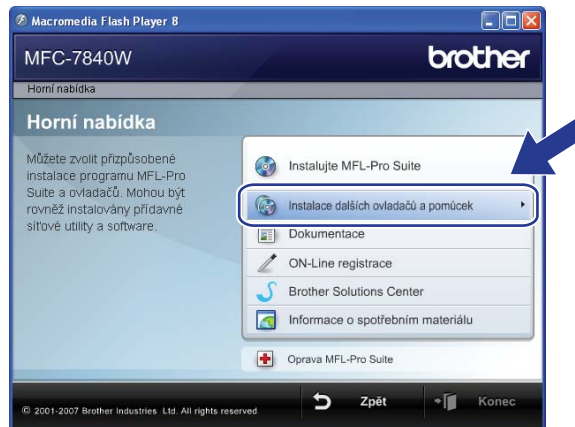 Macromedia Flash Player 8
MFC-7840W
brother
Horní nabídka
Horní nabídka
Můžete zvolit přizpůsobené
instalace programu MFL-Pro
Suite a ovladačů. Mohou být
rovněž instalovány přídavné
síťové utility a software.
Instalujte MFL-Pro Suite
Instalace dalších ovladačů a pomůcek
Dokumentace
ON-Line registrace
Brother Solutions Center
Informace o spotřebním materiálu
Oprava MFL-Pro Suite
© 2001-2007 Brother Industries Ltd. All rights reserved
Zpět
Konec